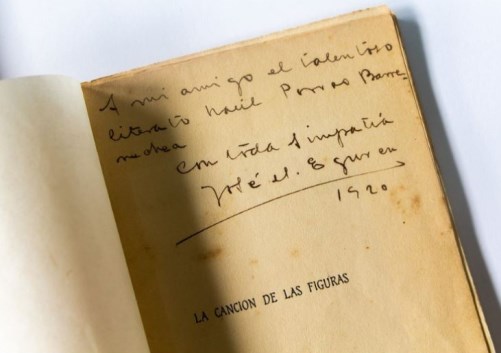 A mi amigo el talentoso
literato Raúl Porras Barre
nechea
con toda simpatía
José M. Eguren
1920
LA CANCION DE LAS FIGURAS